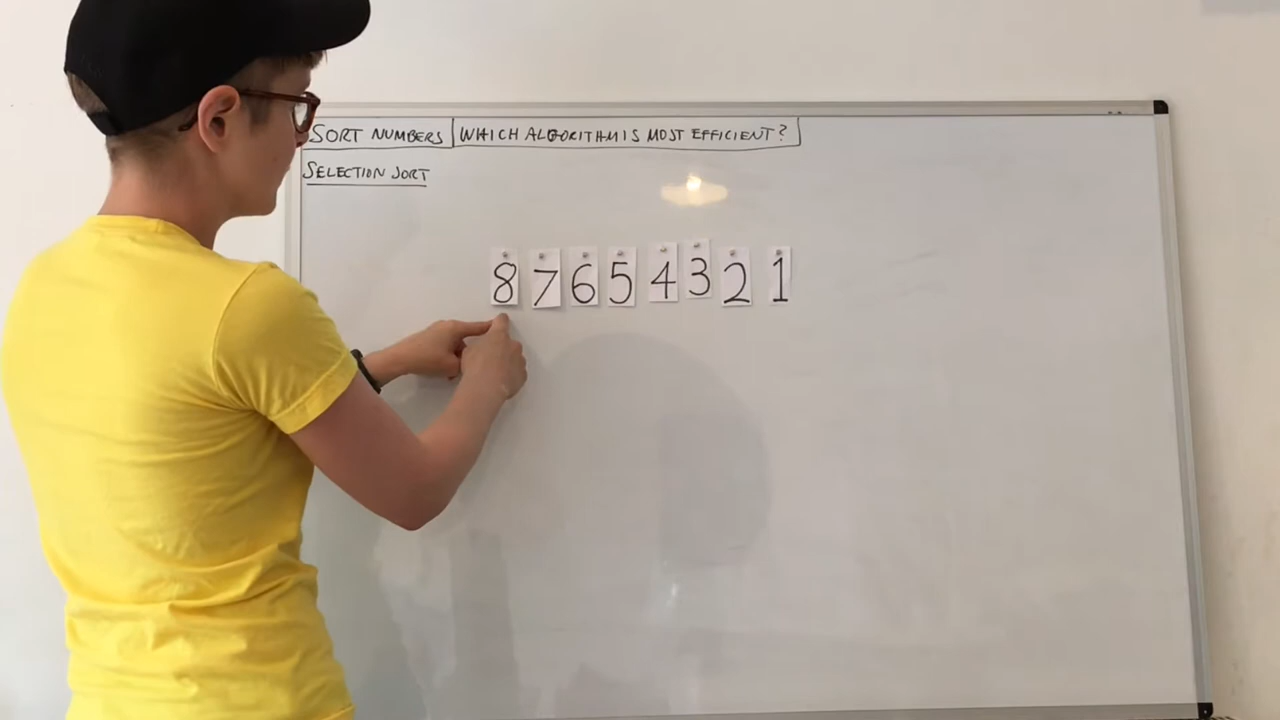 SORT NUMBERS WHICH ALGORITHM IS MOST EFFICIENT?
SELECTION SORT
8 7 6 5 4 3 2 1